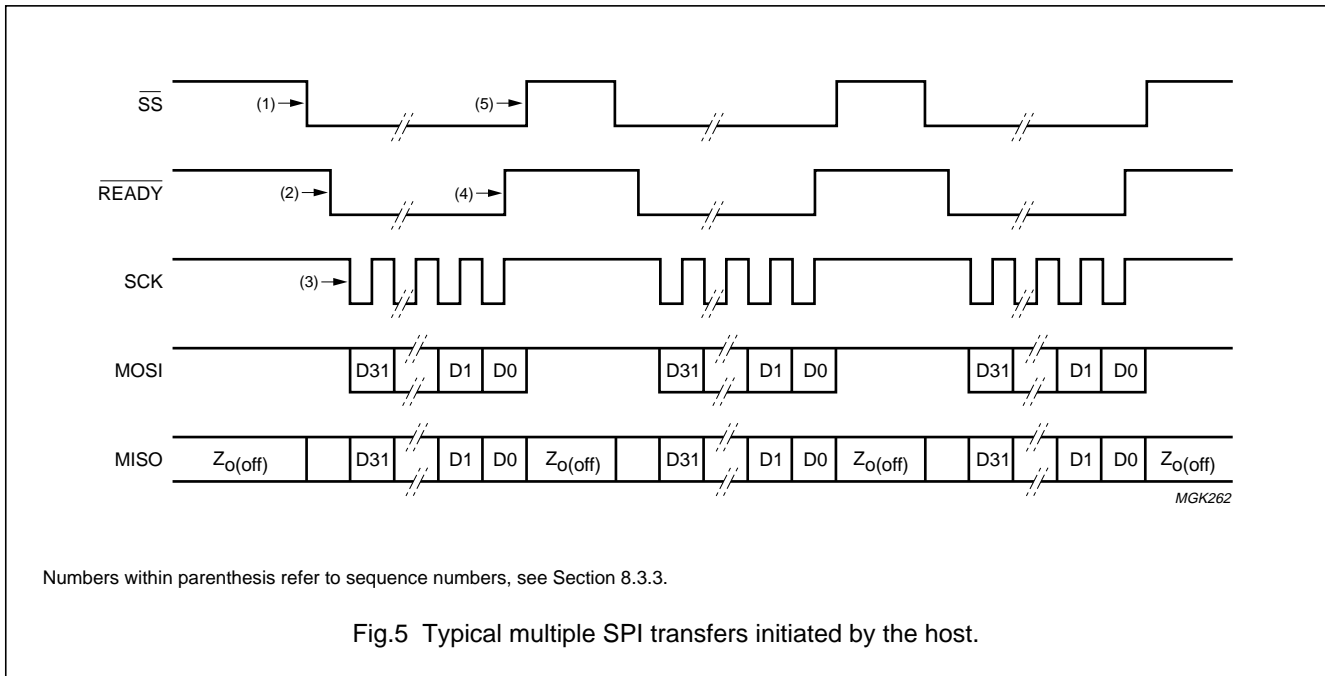 SS (1) (5)
READY (2) (4)
SCK (3)
MOSI D31 D1 D0 D31 D1 D0 D31 D1 D0
MISO Zo(off) D31 D1 D0 Zo(off) D31 D1 D0 Zo(off) D31 D1 D0 Zo(off)
MGK262
Numbers within parenthesis refer to sequence numbers, see Section 8.3.3.
Fig.5 Typical multiple SPI transfers initiated by the host.